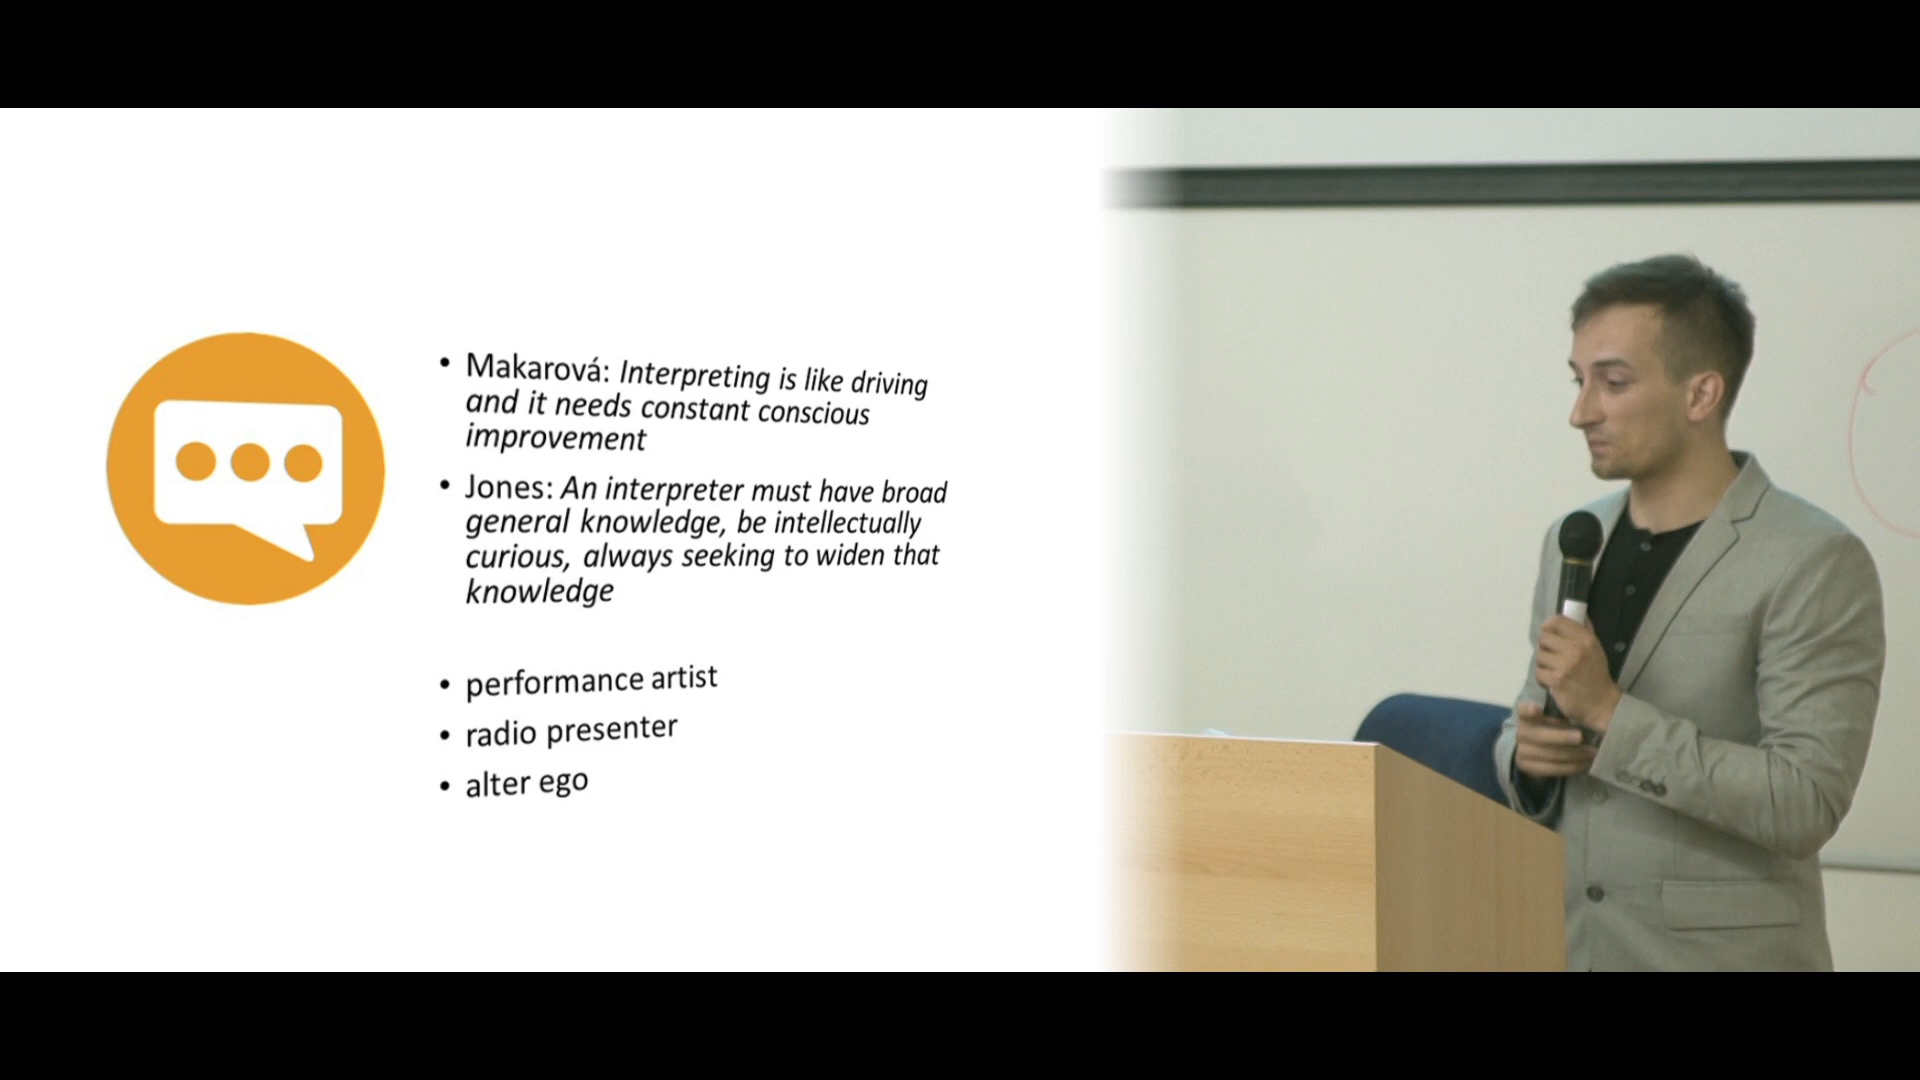 • Makarová: Interpreting is like driving
and it needs constant conscious
improvement
• Jones: An interpreter must have broad
general knowledge, be intellectually
curious, always seeking to widen that
knowledge
• performance artist
• radio presenter
• alter ego